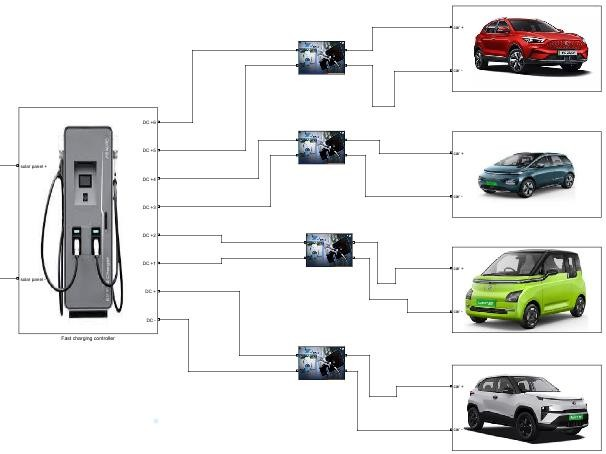 car +
car -
DC +6
DC +5
solar panel +
DC +4
DC +3
DC +2
DC +1
DC +
DC -
solar panel -
Fast charging controller
car +
car -
car +
car -
car +
car -